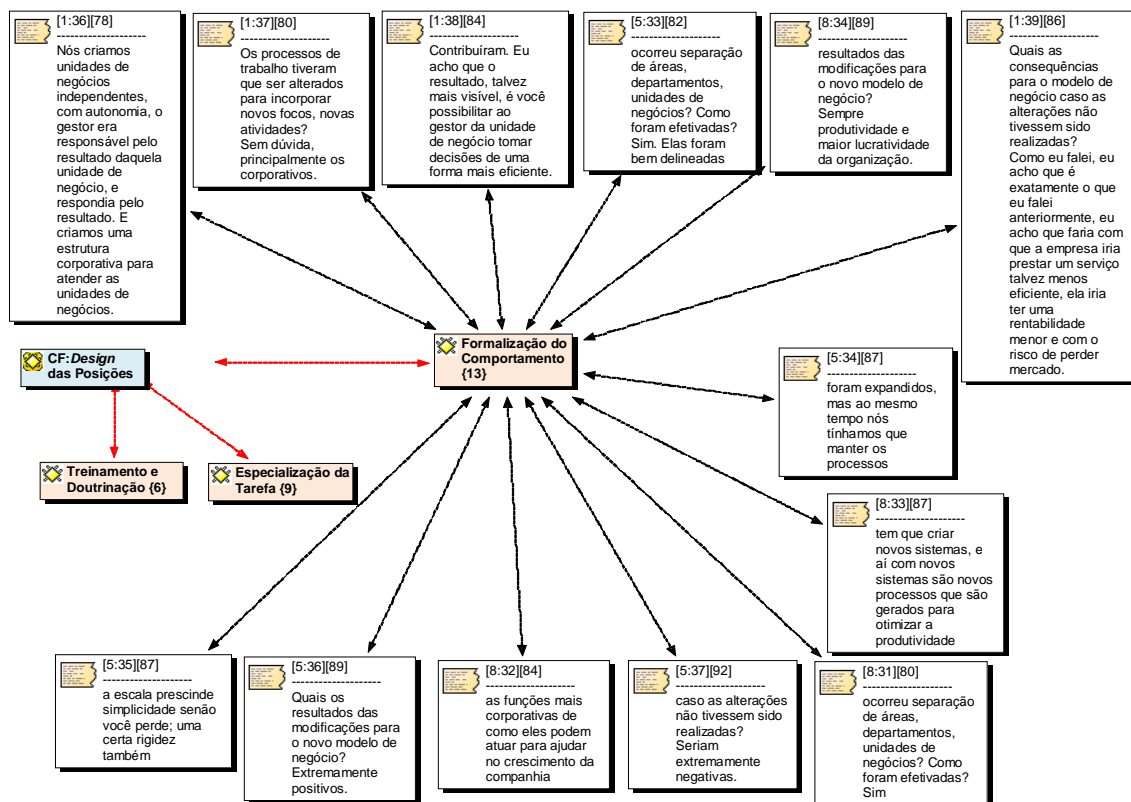 [1:36][78]
--------------------
Nós criamos
unidades de
negócios
independentes,
com autonomia, o
gestor era
responsável pelo
resultado daquela
unidade de
negócio, e
respondia pelo
resultado. E
criamos uma
estrutura
corporativa para
atender as
unidades de
negócios.
[1:37][80]
--------------------
Os processos de
trabalho tiveram
que ser alterados
para incorporar
novos focos, novas
atividades?
Sem dúvida,
principalmente os
corporativos.
[1:38][84]
--------------------
Contribuíram. Eu
acho que o
resultado, talvez
mais visível, é você
possibilitar ao
gestor da unidade
de negócio tomar
decisões de uma
forma mais eficiente.
[5:33][82]
--------------------
ocorreu separação
de áreas,
departamentos,
unidades de
negócios? Como
foram efetivadas?
Sim. Elas foram
bem delineadas
[8:34][89]
--------------------
resultados das
modificações para
o novo modelo de
negócio?
Sempre
produtividade e
maior lucratividade
da organização.
[1:39][86]
--------------------
Quais as
consequências
para o modelo de
negócio caso as
alterações não
tivessem sido
realizadas?
Como eu falei, eu
acho que é
exatamente o que
eu falei
anteriormente, eu
acho que faria com
que a empresa iria
prestar um serviço
talvez menos
eficiente, ela iria
ter uma
rentabilidade
menor e com o
risco de perder
mercado.
Formalização do
Comportamento
{13}
CF:Design
das Posições
Treinamento e
Doutrinação {6}
Especialização da
Tarefa {9}
[5:34][87]
--------------------
foram expandidos,
mas ao mesmo
tempo nós
tínhamos que
manter os
processos
[8:33][87]
--------------------
tem que criar
novos sistemas, e
aí com novos
sistemas são novos
processos que são
gerados para
otimizar a
produtividade
[5:35][87]
--------------------
a escala prescinde
simplicidade senão
você perde; uma
certa rigidez
também
[5:36][89]
--------------------
Quais os
resultados das
modificações para
o novo modelo de
negócio?
Extremamente
positivos.
[8:32][84]
--------------------
as funções mais
corporativas de
como eles podem
atuar para ajudar
no crescimento da
companhia
[5:37][92]
--------------------
caso as alterações
não tivessem sido
realizadas?
Seriam
extremamente
negativas.
[8:31][80]
--------------------
ocorreu separação
de áreas,
departamentos,
unidades de
negócios? Como
foram efetivadas?
Sim